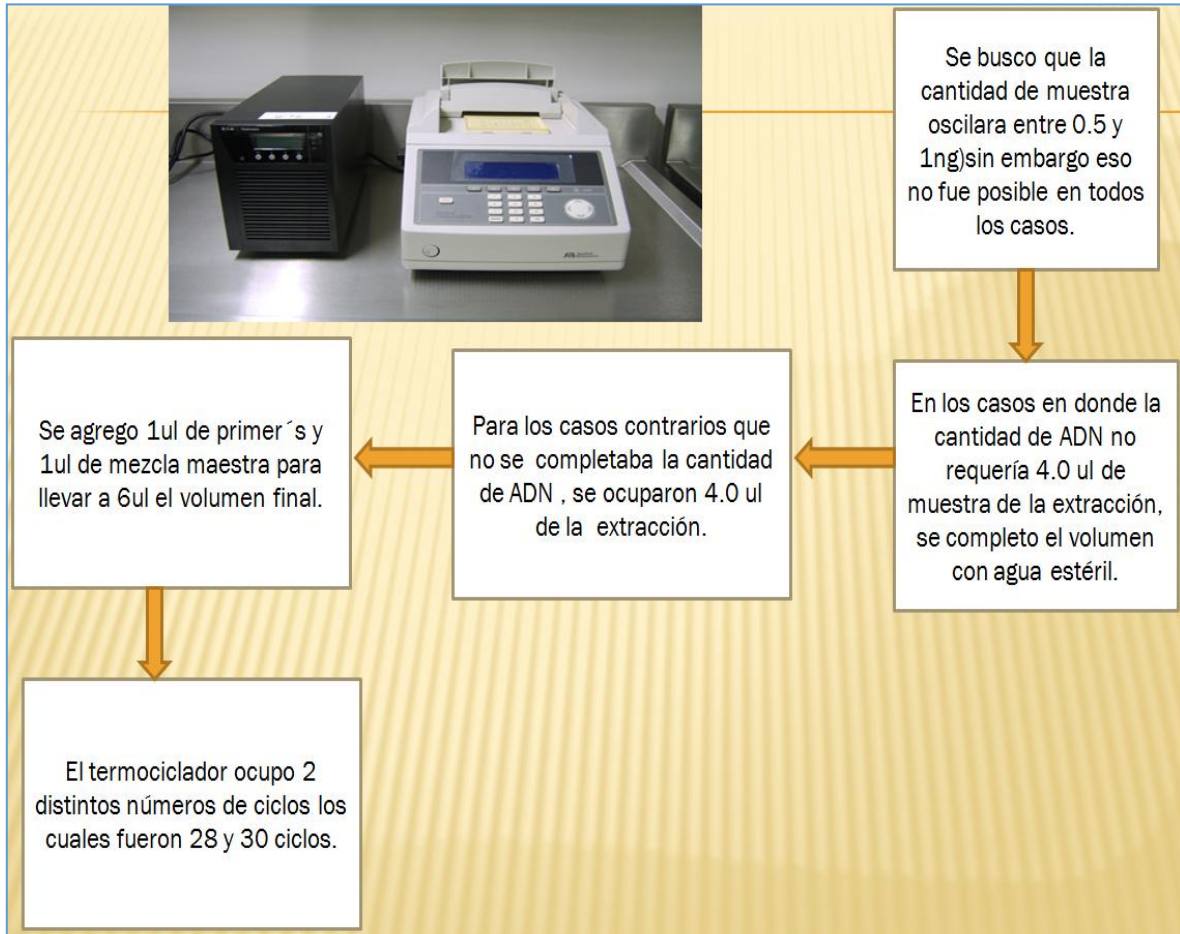 Se busco que la
cantidad de muestra
oscilara entre 0.5 y
1ng)sin embargo eso
no fue posible en todos
los casos.
En los casos en donde la
cantidad de ADN no
requería 4.0 ul de
muestra de la extracción,
se completo el volumen
con agua estéril.
Para los casos contrarios que
no se completaba la cantidad
de ADN , se ocuparon 4.0 ul
de la extracción.
Se agrego 1ul de primer´s y
1ul de mezcla maestra para
llevar a 6ul el volumen final.
El termociclador ocupo 2
distintos números de ciclos los
cuales fueron 28 y 30 ciclos.